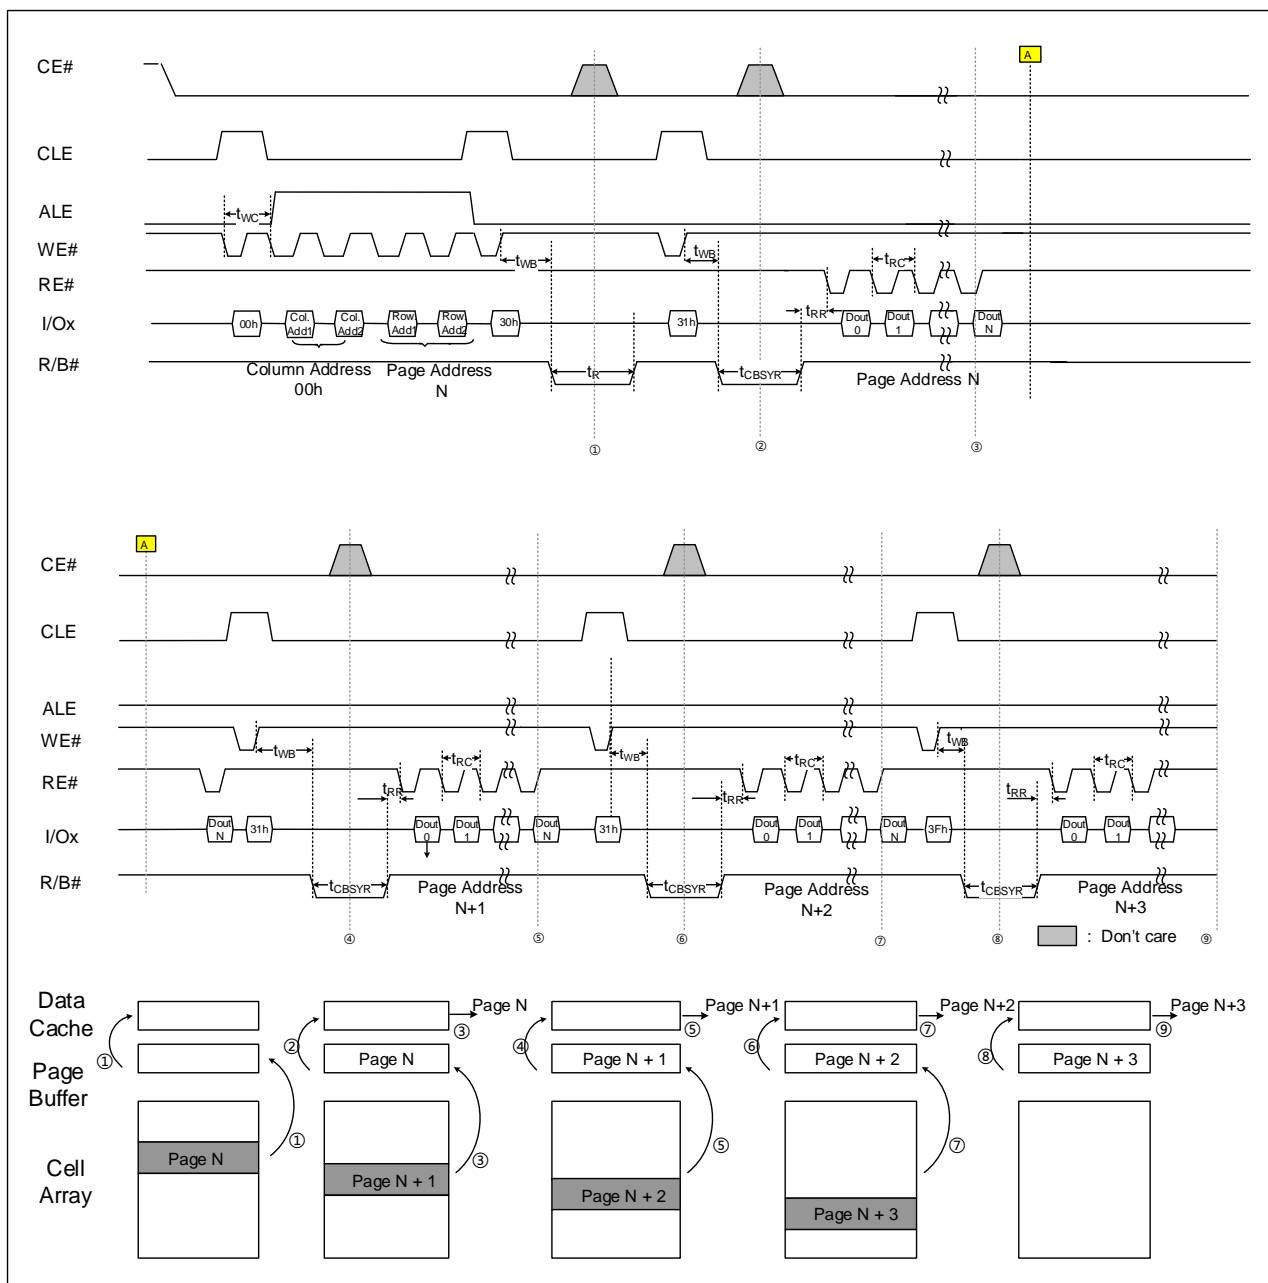 A
CE#
CLE
ALE
tWC
WE#
tWB
tWB
RE#
tRC
tRR
I/Ox
00h
Col. Add1
Col. Add2
Row Add1
Row Add2
30h
31h
Dout 0
Dout 1
Dout N
R/B#
Column Address 00h
Page Address N
tR
tCBSYR
Page Address N
①
②
③
A
CE#
CLE
ALE
WE#
tWB
tWB
tWB
RE#
tRC
tRC
tRC
tRR
tRR
tRR
I/Ox
Dout N
31h
Dout 0
Dout 1
Dout N
31h
Dout 0
Dout 1
Dout N
3Fh
Dout 0
Dout 1
R/B#
tCBSYR
Page Address N+1
tCBSYR
Page Address N+2
tCBSYR
Page Address N+3
: Don't care
④
⑤
⑥
⑦
⑧
⑨
Data Cache
Page Buffer
Cell Array
①
①
Page N
②
Page N
③
Page N
③
Page N + 1
④
Page N + 1
⑤
Page N+1
⑤
Page N + 2
⑥
Page N + 2
⑦
Page N+2
⑦
Page N + 3
⑧
Page N + 3
⑨
Page N+3